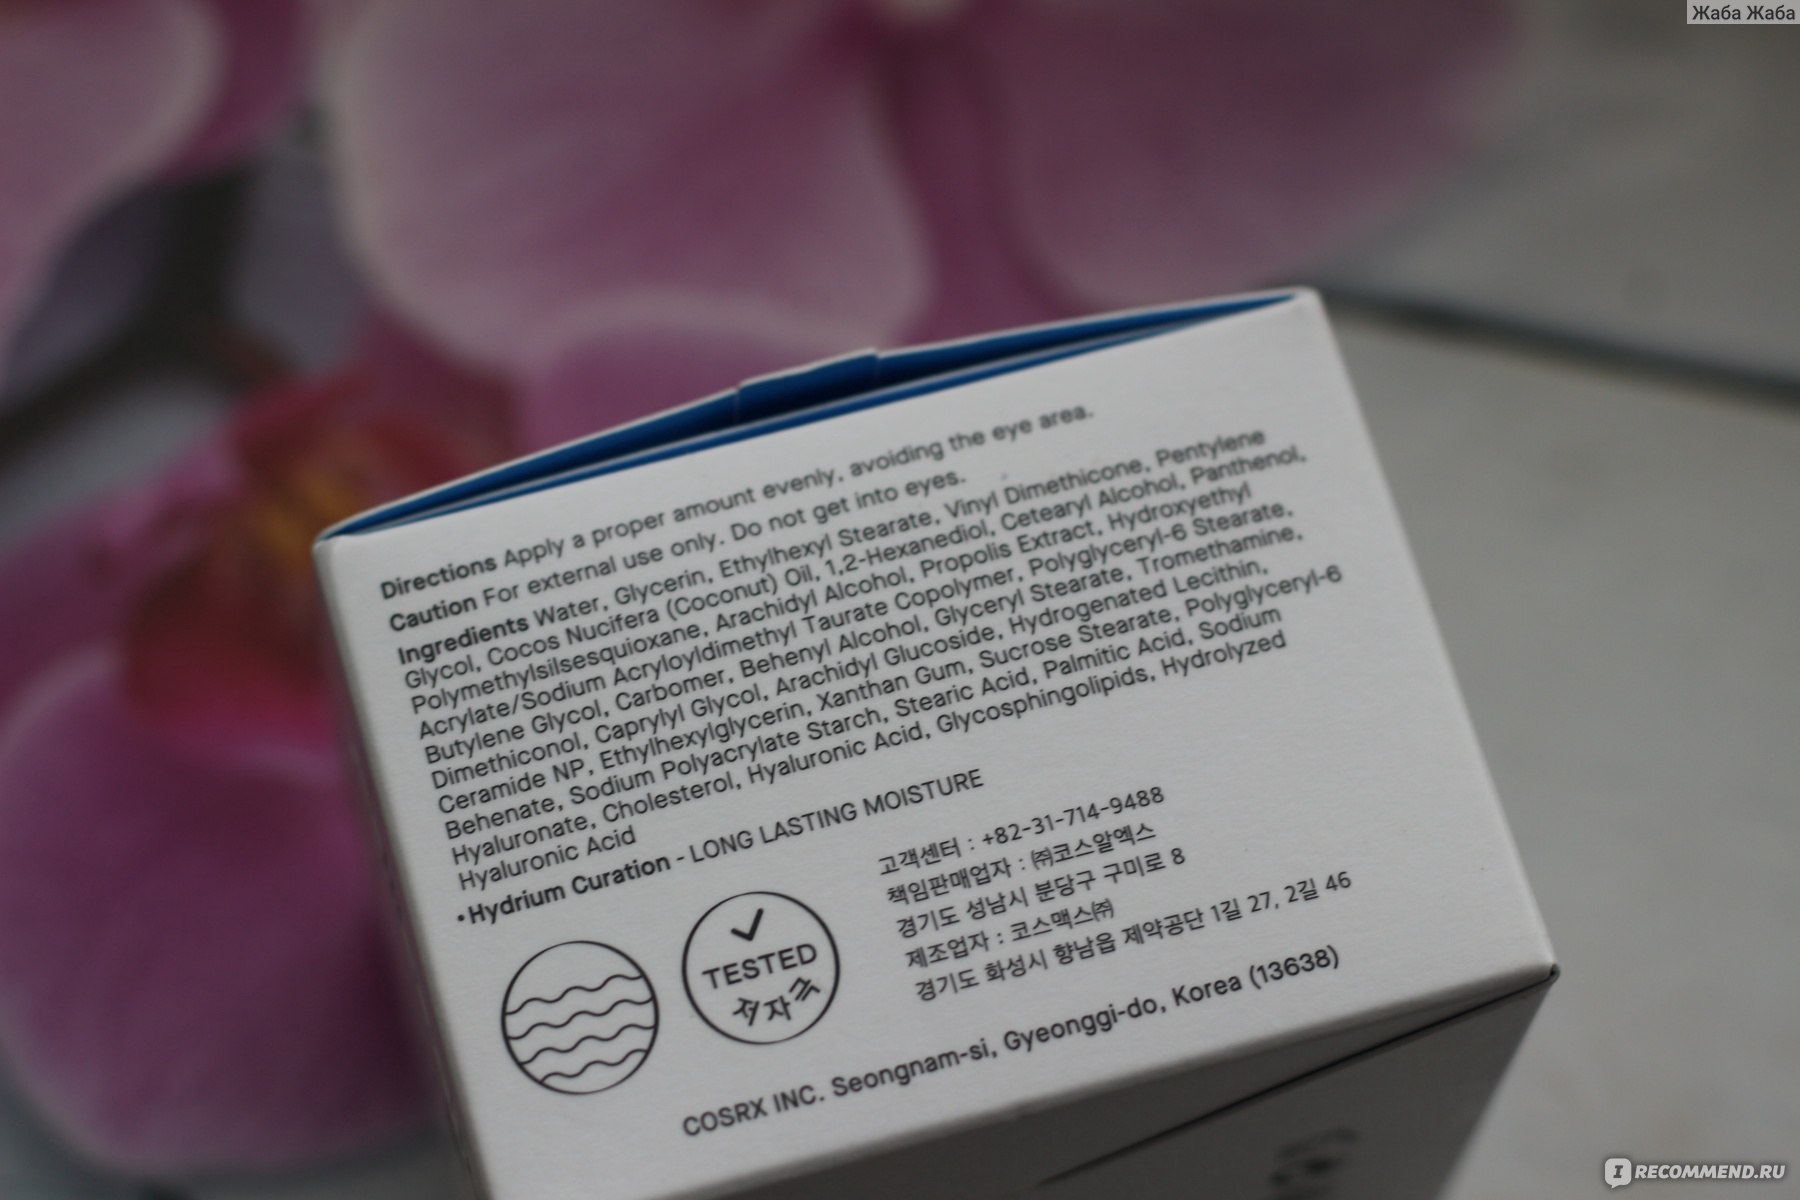 Жаба Жаба
Directions Apply a proper amount evenly, avoiding the eye area.
Caution For external use only. Do not get into eyes.
Ingredients Water, Glycerin, Ethylhexyl Stearate, Vinyl Dimethicone, Pentylene
Glycol, Cocos Nucifera (Coconut) Oil, 1,2-Hexanediol, Cetearyl Alcohol, Panthenol,
Polymethylsilsesquioxane, Arachidyl Alcohol, Propolis Extract, Hydroxyethyl
Acrylate/Sodium Acryloyldimethyl Taurate Copolymer, Polyglyceryl-6 Stearate,
Butylene Glycol, Carbomer, Behenyl Alcohol, Glyceryl Stearate, Tromethamine,
Dimethiconol, Caprylyl Glycol, Arachidyl Glucoside, Hydrogenated Lecithin,
Ceramide NP, Ethylhexylglycerin, Xanthan Gum, Sucrose Stearate, Polyglyceryl-6
Behenate, Sodium Polyacrylate Starch, Stearic Acid, Palmitic Acid, Sodium
Hyaluronate, Cholesterol, Hyaluronic Acid, Glycosphingolipids, Hydrolyzed
Hyaluronic Acid
•Hydrium Curation - LONG LASTING MOISTURE
고객센터 : +82-31-714-9488
책임판매업자 : ㈜코스알엑스
경기도 성남시 분당구 구미로 8
제조업자 : 코스맥스㈜
경기도 화성시 향남읍 제약공단 1길 27, 2길 46
TESTED
저자극
COSRX INC. Seongnam-si, Gyeonggi-do, Korea (13638)
IRECOMMEND.RU